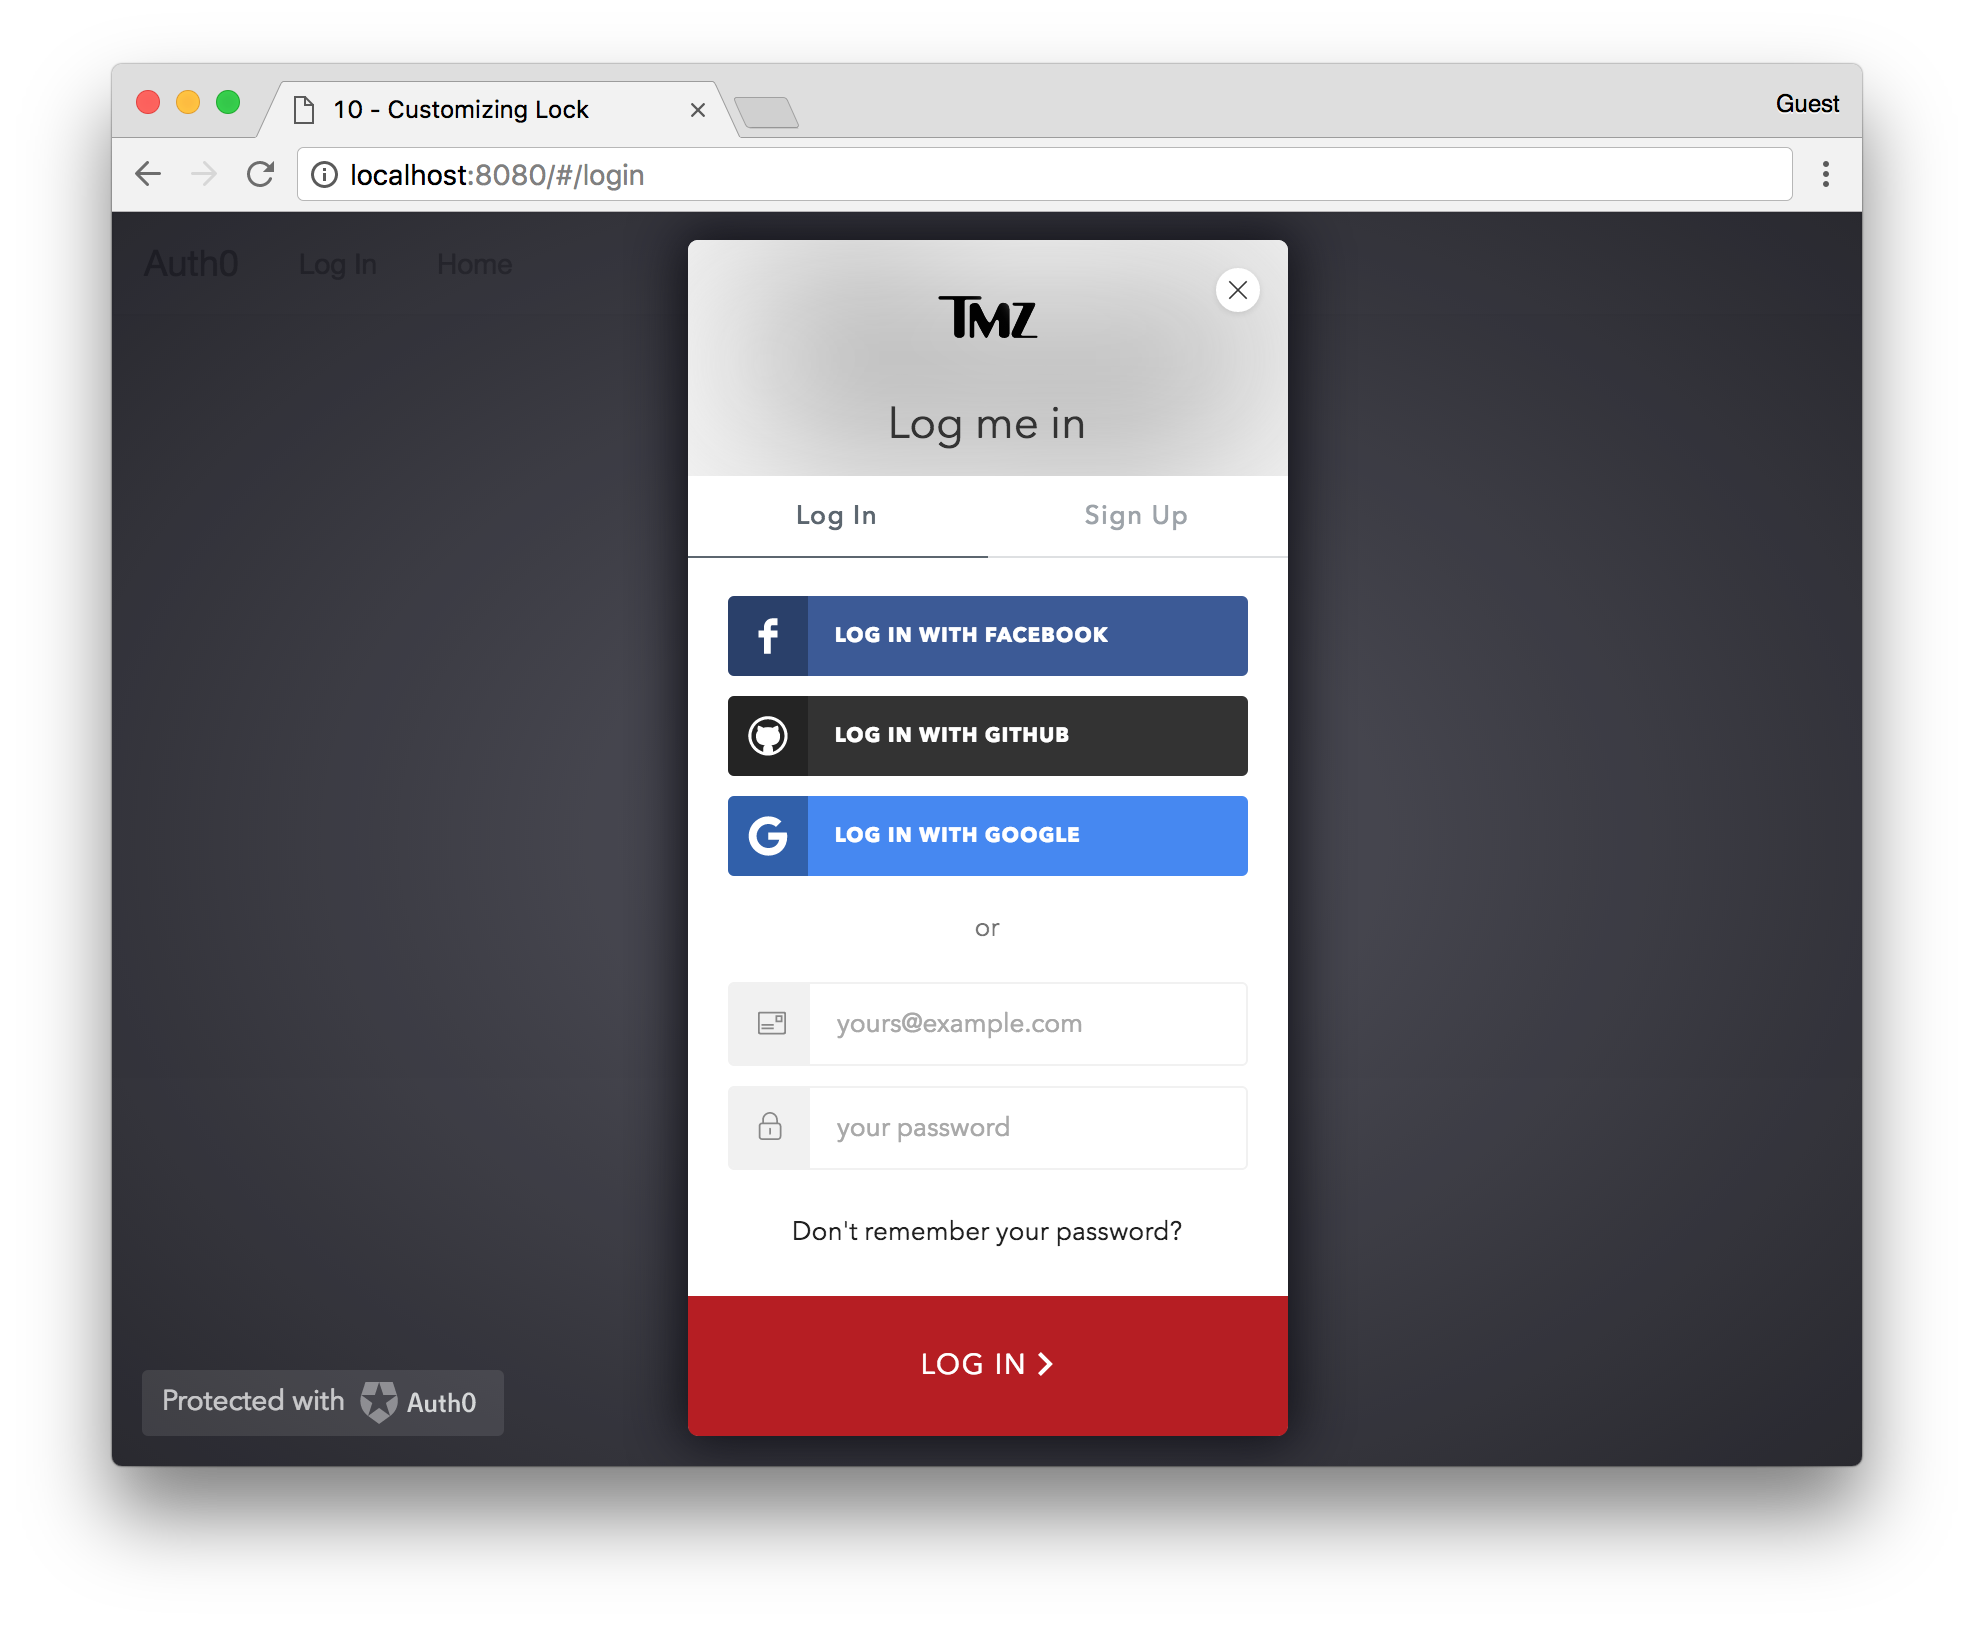 10 - Customizing Lock
Guest
localhost:8080/#/login
Auth0 Log In Home
TMZ
Log me in
Log In Sign Up
LOG IN WITH FACEBOOK
LOG IN WITH GITHUB
LOG IN WITH GOOGLE
or
yours@example.com
your password
Don't remember your password?
LOG IN
Protected with Auth0